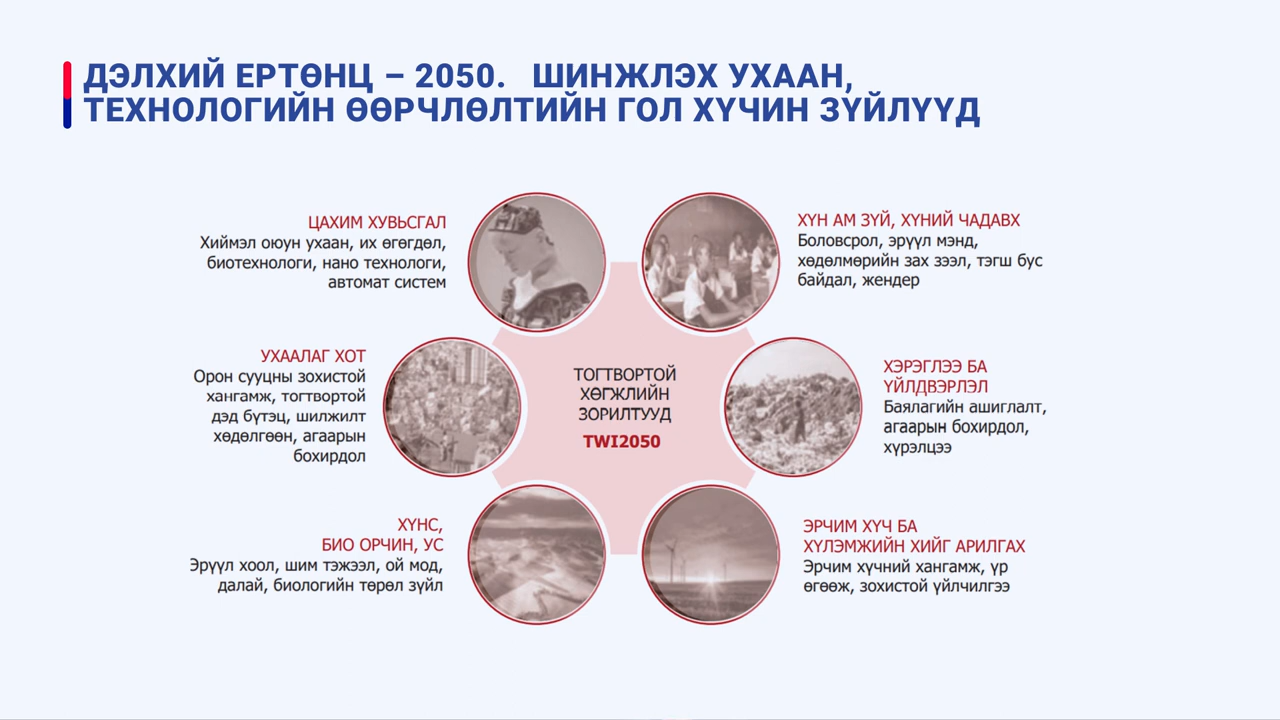 ДЭЛХИЙ ЕРТӨНЦ – 2050. ШИНЖЛЭХ УХААН,
ТЕХНОЛОГИЙН ӨӨРЧЛӨЛТИЙН ГОЛ ХҮЧИН ЗҮЙЛҮҮД
ЦАХИМ ХУВЬСГАЛ
Хиймэл оюун ухаан, их өгөгдөл,
биотехнологи, нано технологи,
автомат систем
ХҮН АМ ЗҮЙ, ХҮНИЙ ЧАДАВХ
Боловсрол, эрүүл мэнд,
хөдөлмөрийн зах зээл, тэгш бус
байдал, жендер
УХААЛАГ ХОТ
Орон сууцны зохистой
хангамж, тогтвортой
дэд бүтэц, шилжилт
хөдөлгөөн, агаарын
бохирдол
ТОГТВОРТОЙ
ХӨГЖЛИЙН
ЗОРИЛТУУД
TWI2050
ХЭРЭГЛЭЭ БА
ҮЙЛДВЭРЛЭЛ
Баялагийн ашиглалт,
агаарын бохирдол,
хүрэлцээ
ХҮНС,
БИО ОРЧИН, УС
Эрүүл хоол, шим тэжээл, ой мод,
далай, биологийн төрөл зүйл
ЭРЧИМ ХҮЧ БА
ХҮЛЭМЖИЙН ХИЙГ АРИЛГАХ
Эрчим хүчний хангамж, үр
өгөөж, зохистой үйлчилгээ